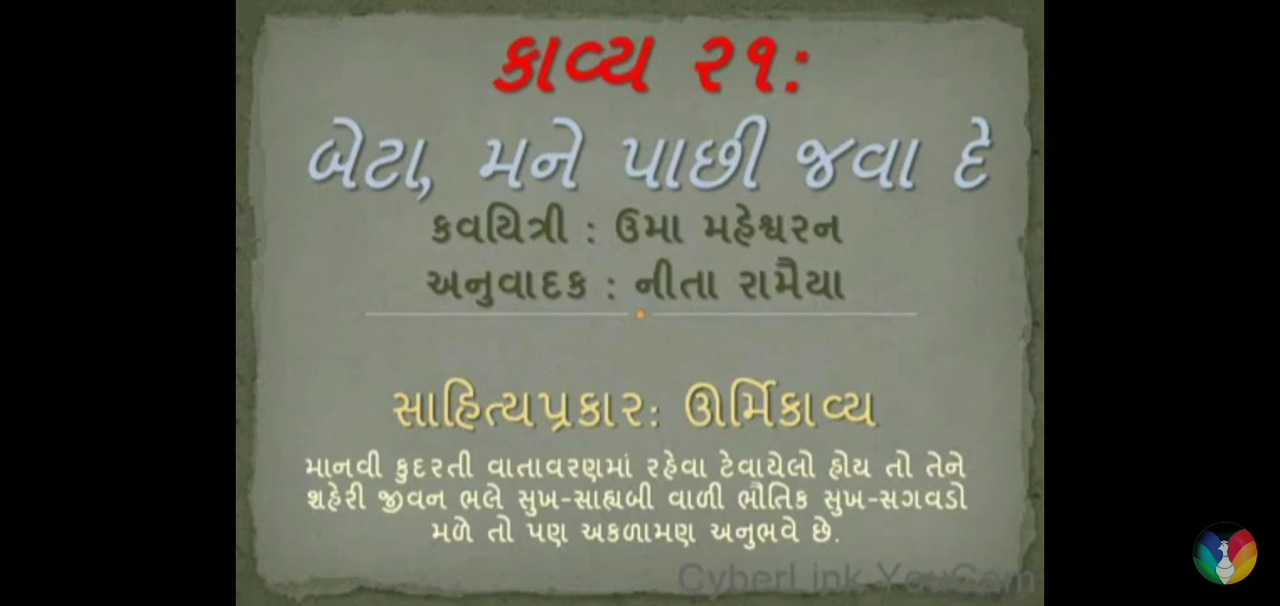 કાવ્ય ૨૧:
બેટા, મને પાછી જવા દે
કવયિત્રી : ઉમા મહેશ્વરન
અનુવાદક : નીતા રામૈયા
સાહિત્યપ્રકાર: ઊર્મિકાવ્ય
માનવી કુદરતી વાતાવરણમાં રહેવા ટેવાયેલો હોય તો તેને
શહેરી જીવન ભલે સુખ-સાહ્યબી વાળી ભૌતિક સુખ-સગવડો
મળે તો પણ અકળામણ અનુભવે છે.
CyberLink YouCam